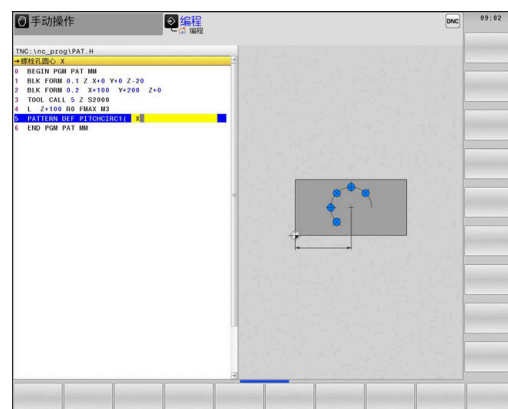 手动操作
编程
编程
DNC
09:02
TNC:\nc_prog\PAT.H
→螺栓孔圆心 X
0 BEGIN PGM PAT MM
1 BLK FORM 0.1 Z X+0 Y+0 Z-20
2 BLK FORM 0.2 X+100 Y+200 Z+0
3 TOOL CALL 5 Z S2000
4 L Z+100 R0 FMAX M3
5 PATTERN DEF PITCHCIRC1( X
6 END PGM PAT MM